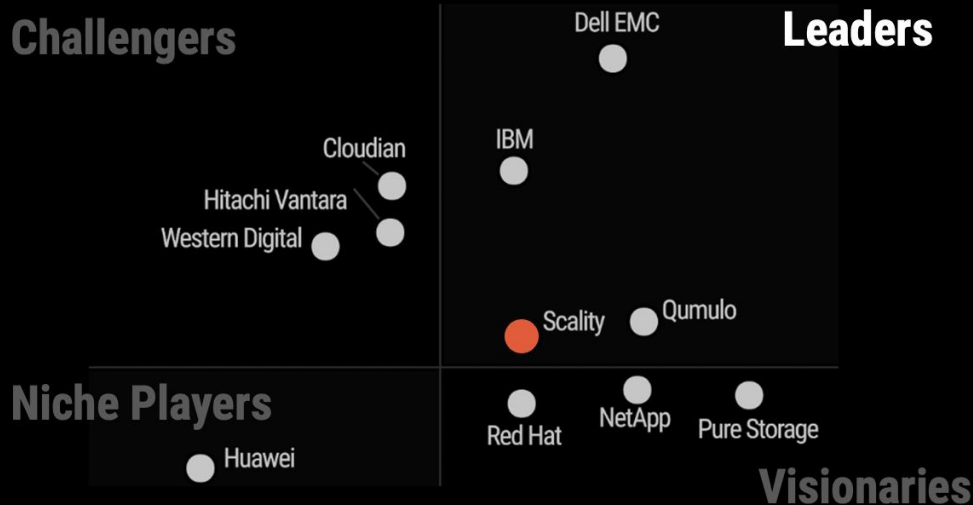 Challengers
Leaders
Dell EMC
IBM
Cloudian
Hitachi Vantara
Western Digital
Scality
Qumulo
Niche Players
Red Hat
NetApp
Pure Storage
Huawei
Visionaries